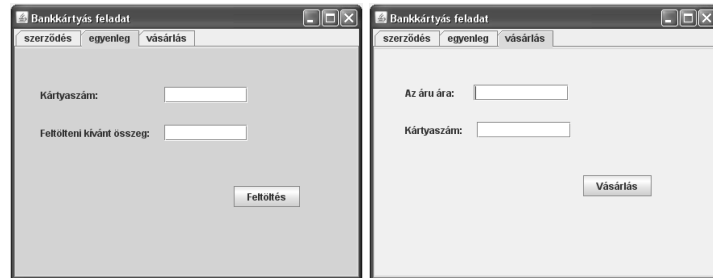 Bankkártyás feladat
szerződés egyenleg vásárlás
Kártyaszám:
Feltölteni kívánt összeg:
Feltöltés
Bankkártyás feladat
szerződés egyenleg vásárlás
Az áru ára:
Kártyaszám:
Vásárlás